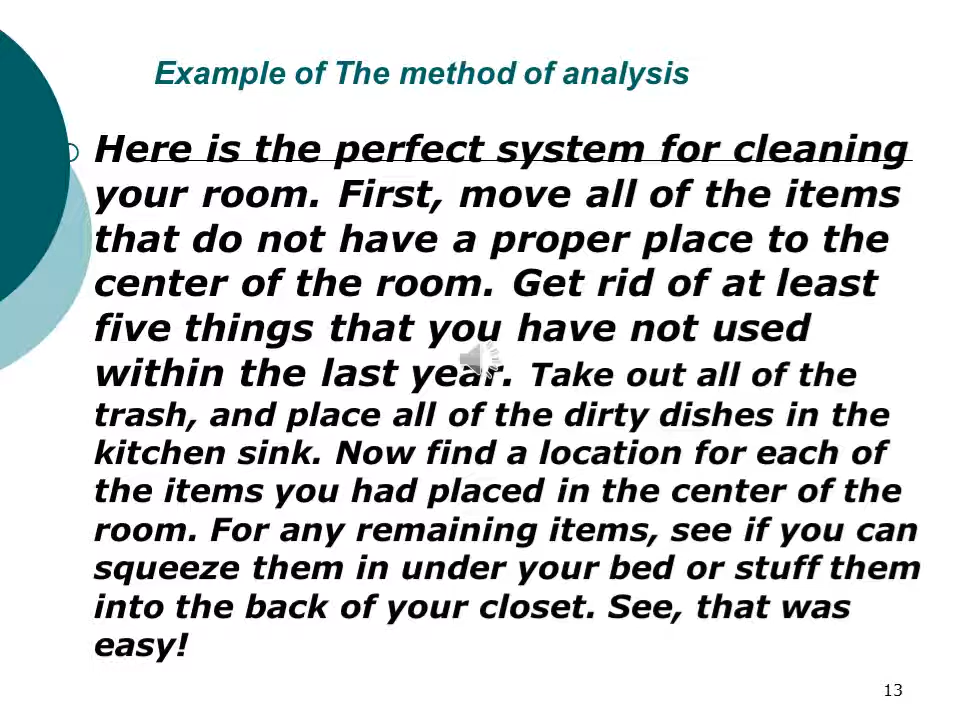 Example of The method of analysis
Here is the perfect system for cleaning
your room. First, move all of the items
that do not have a proper place to the
center of the room. Get rid of at least
five things that you have not used
within the last year. Take out all of the
trash, and place all of the dirty dishes in the
kitchen sink. Now find a location for each of
the items you had placed in the center of the
room. For any remaining items, see if you can
squeeze them in under your bed or stuff them
into the back of your closet. See, that was
easy!
13